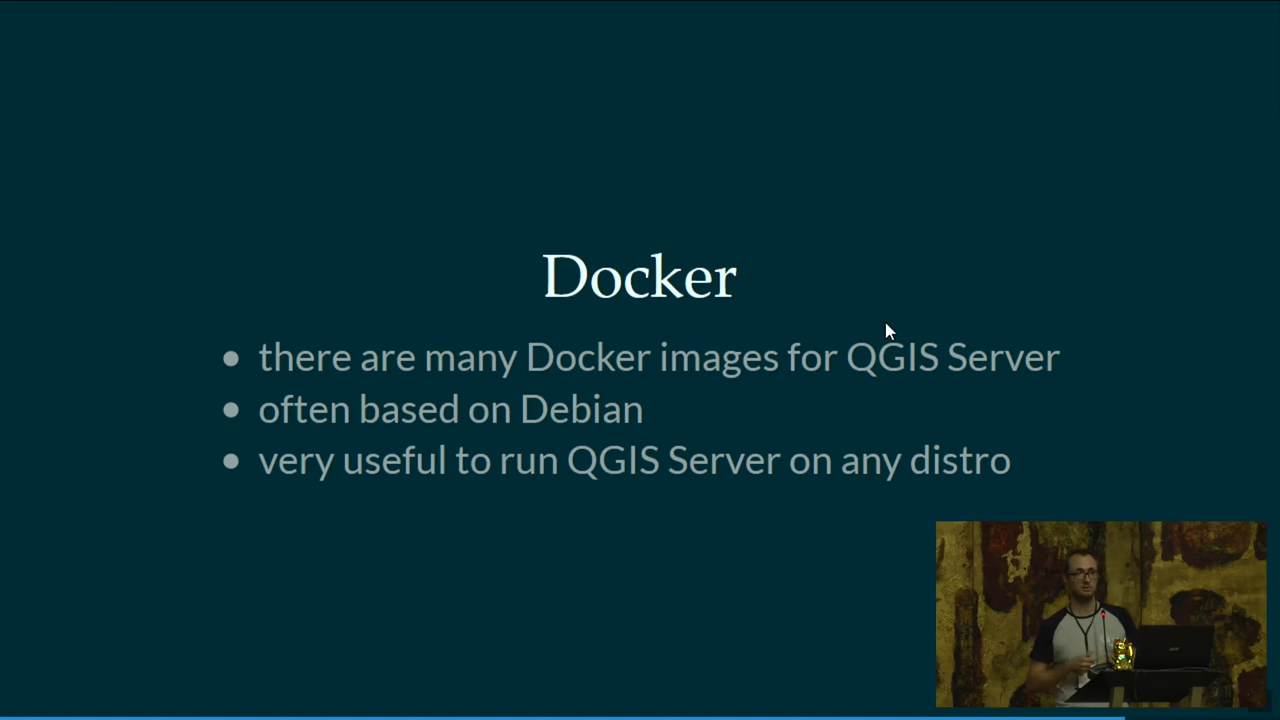 Docker
there are many Docker images for QGIS Server
often based on Debian
very useful to run QGIS Server on any distro